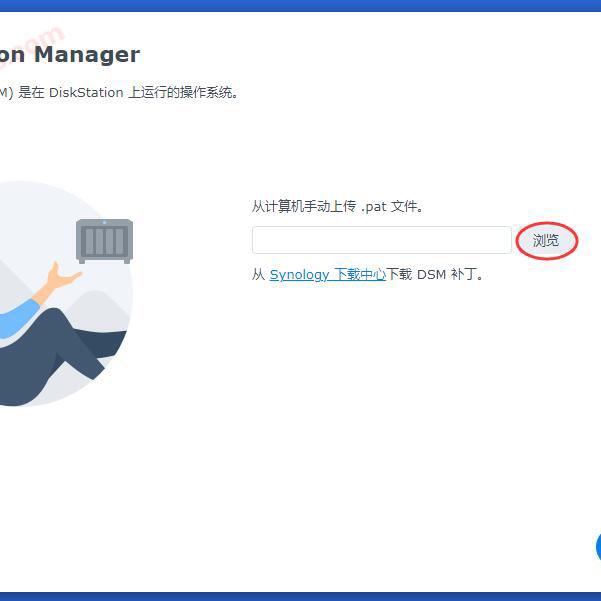 on Manager
M) 是在 DiskStation 上运行的操作系统。
从计算机手动上传 .pat 文件。
浏览
从 Synology 下载中心下载 DSM 补丁。